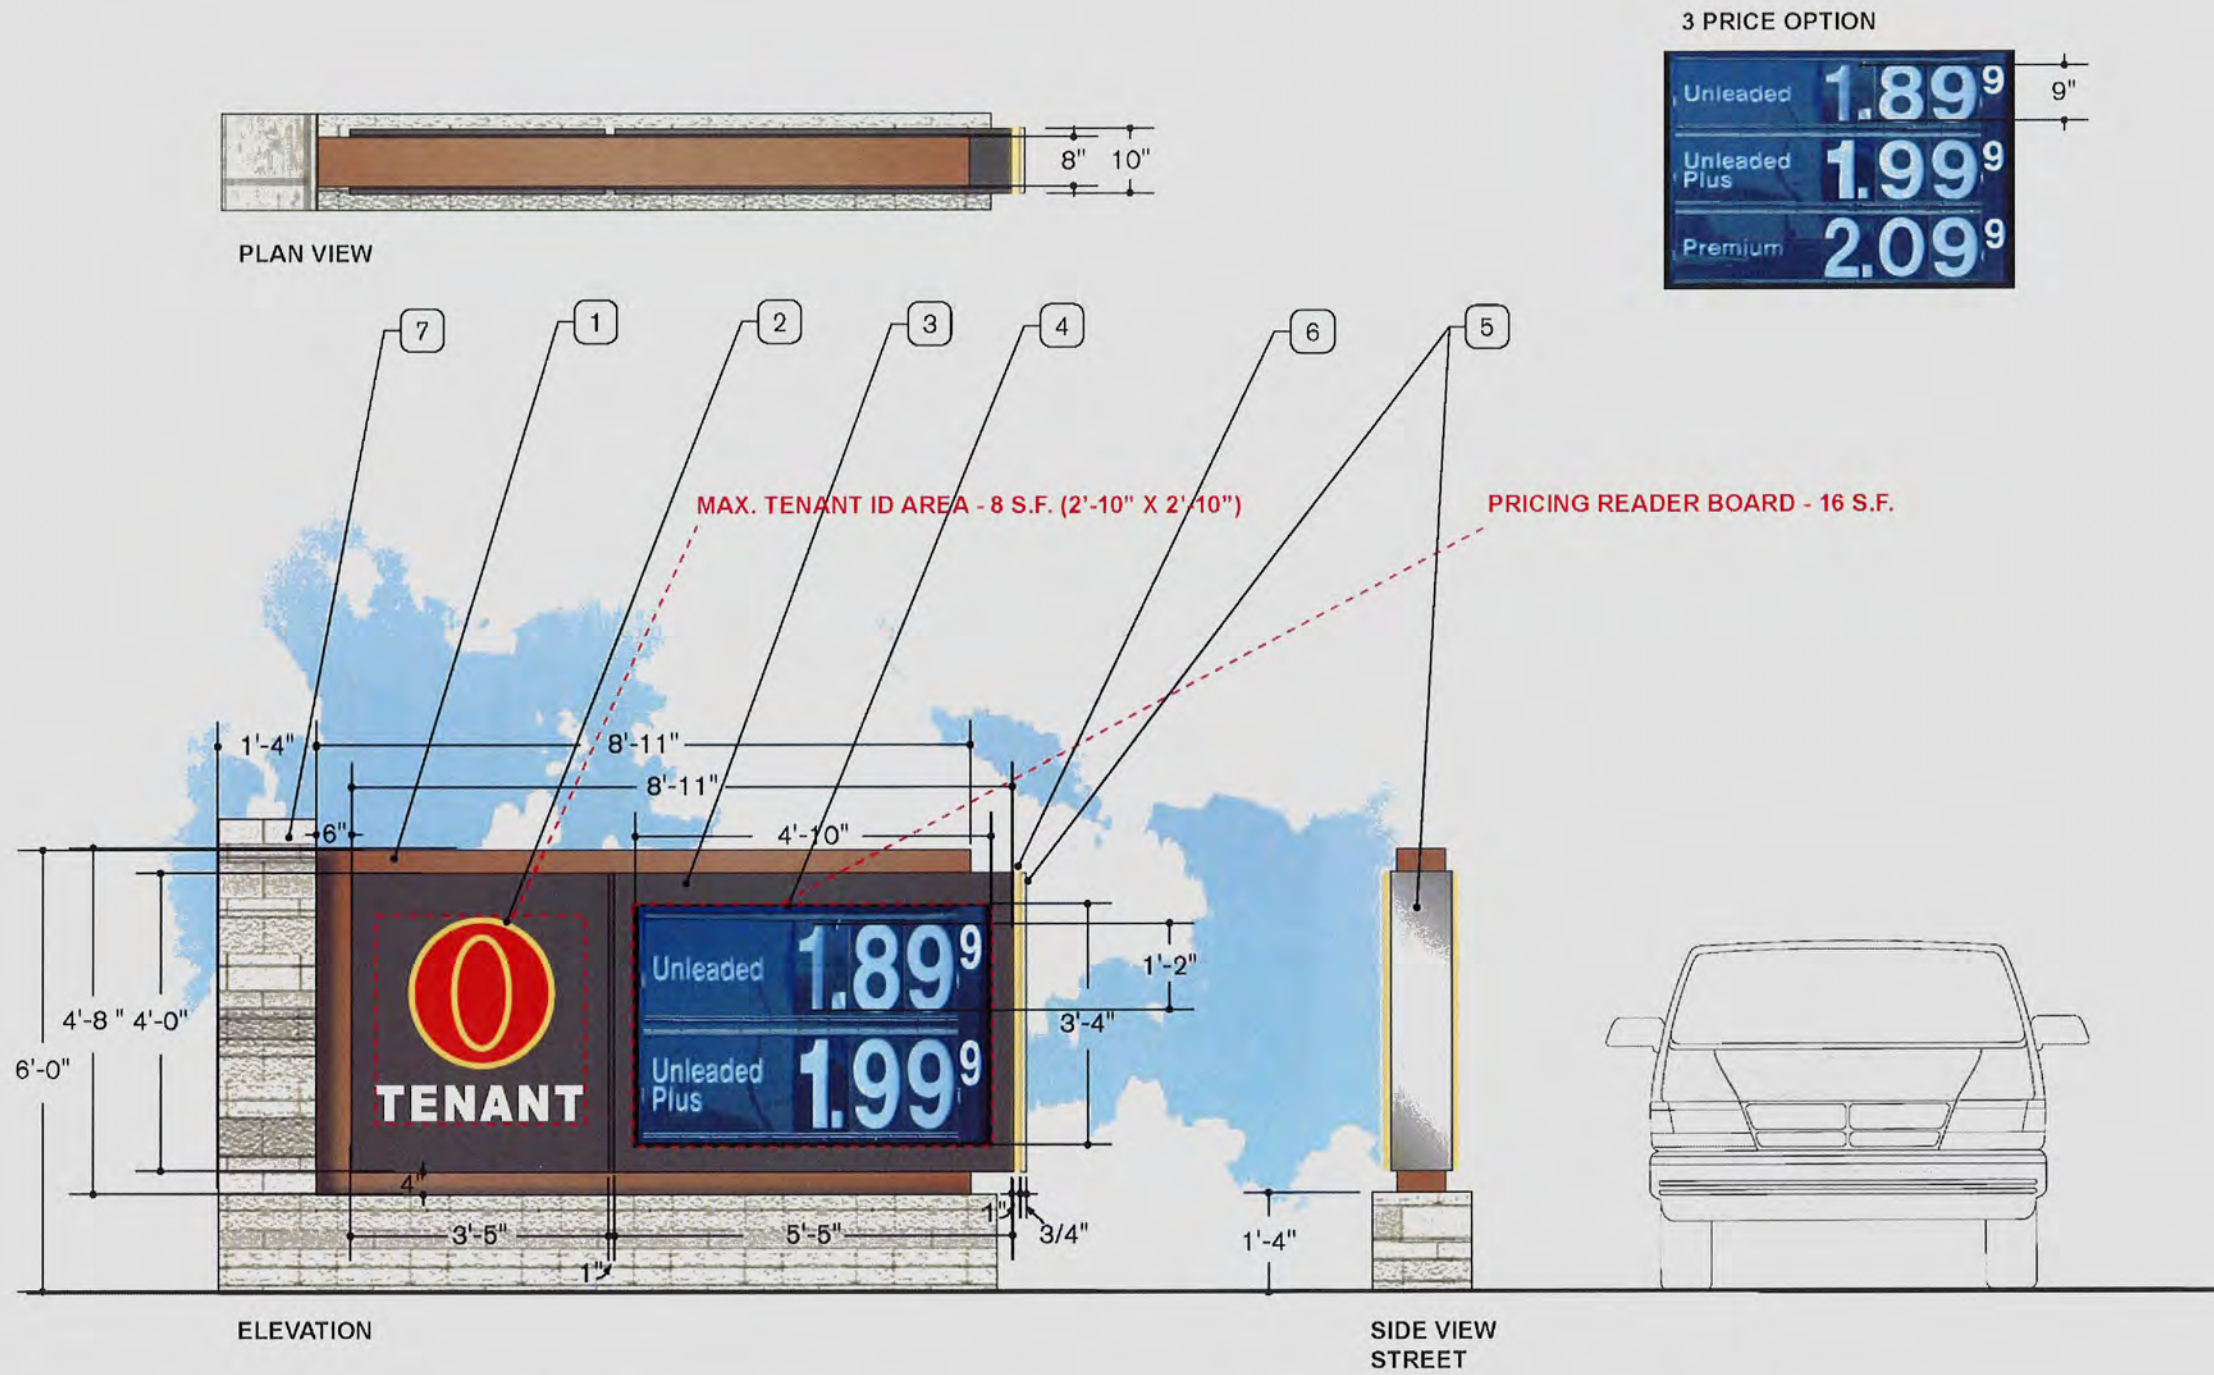 3 PRICE OPTION
Unleaded 1.89 9
9"
Unleaded
Plus 1.99 9
Premium 2.09 9
8" 10"
PLAN VIEW
7 1 2 3 4 6 5
MAX. TENANT ID AREA - 8 S.F. (2'-10" X 2'-10")
PRICING READER BOARD - 16 S.F.
1'-4" 8'-11"
8'-11"
6" 4'-10"
Unleaded 1.89 9
1'-2"
4'-8" 4'-0"
3'-4"
6'-0"
Unleaded
Plus 1.99 9
O
TENANT
4"
1"
3'-5" 5'-5" 3/4"
1'-4"
1"
ELEVATION
SIDE VIEW
STREET